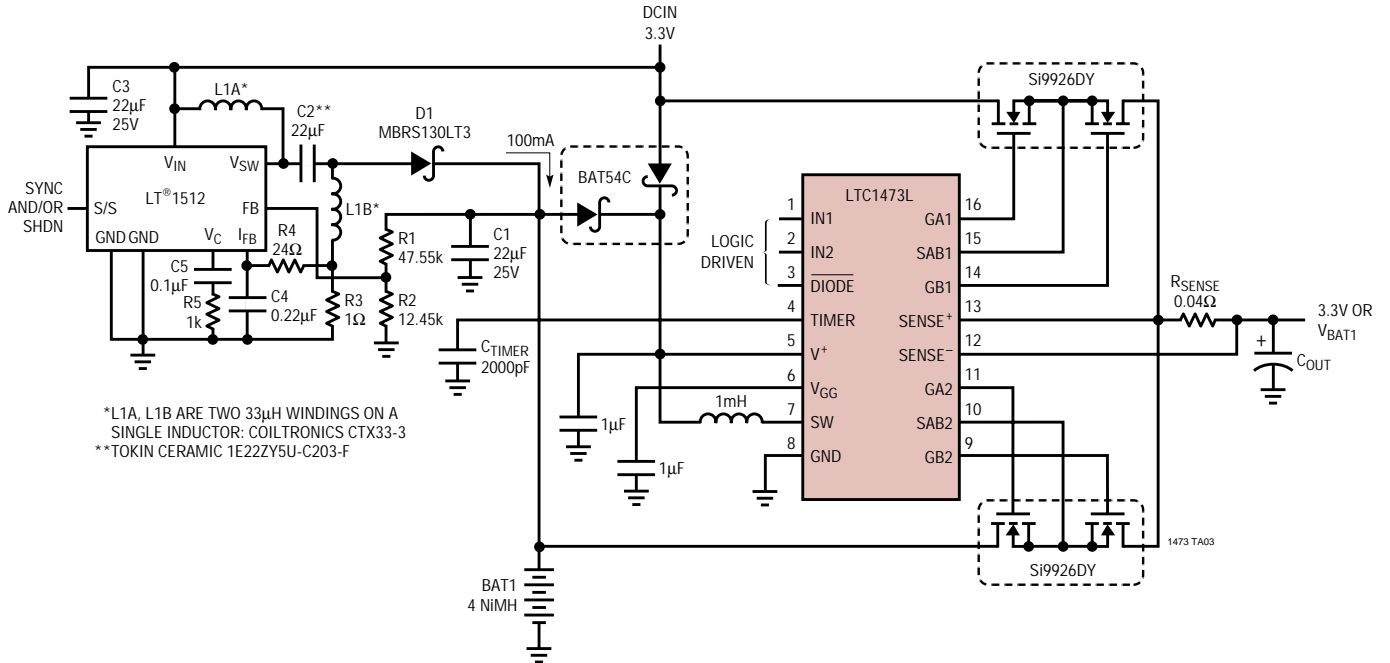 DCIN
3.3V
C3
22µF
25V
L1A*
C2**
22µF
D1
MBRS130LT3
100mA
BAT54C
Si9926DY
VIN
VSW
LT®1512
SYNC
AND/OR
SHDN
S/S
FB
GND GND
VC
IFB
L1B*
R4
24Ω
R1
47.55k
C1
22µF
25V
C5
0.1µF
R5
1k
C4
0.22µF
R3
1Ω
R2
12.45k
LTC1473L
LOGIC
DRIVEN
1 IN1
2 IN2
3 DIODE
4 TIMER
5 V+
6 VGG
7 SW
8 GND
16 GA1
15 SAB1
14 GB1
13 SENSE+
12 SENSE–
11 GA2
10 SAB2
9 GB2
RSENSE
0.04Ω
3.3V OR
VBAT1
+
COUT
CTIMER
2000pF
1mH
1µF
1µF
*L1A, L1B ARE TWO 33µH WINDINGS ON A
SINGLE INDUCTOR: COILTRONICS CTX33-3
**TOKIN CERAMIC 1E22ZY5U-C203-F
1473 TA03
Si9926DY
BAT1
4 NiMH